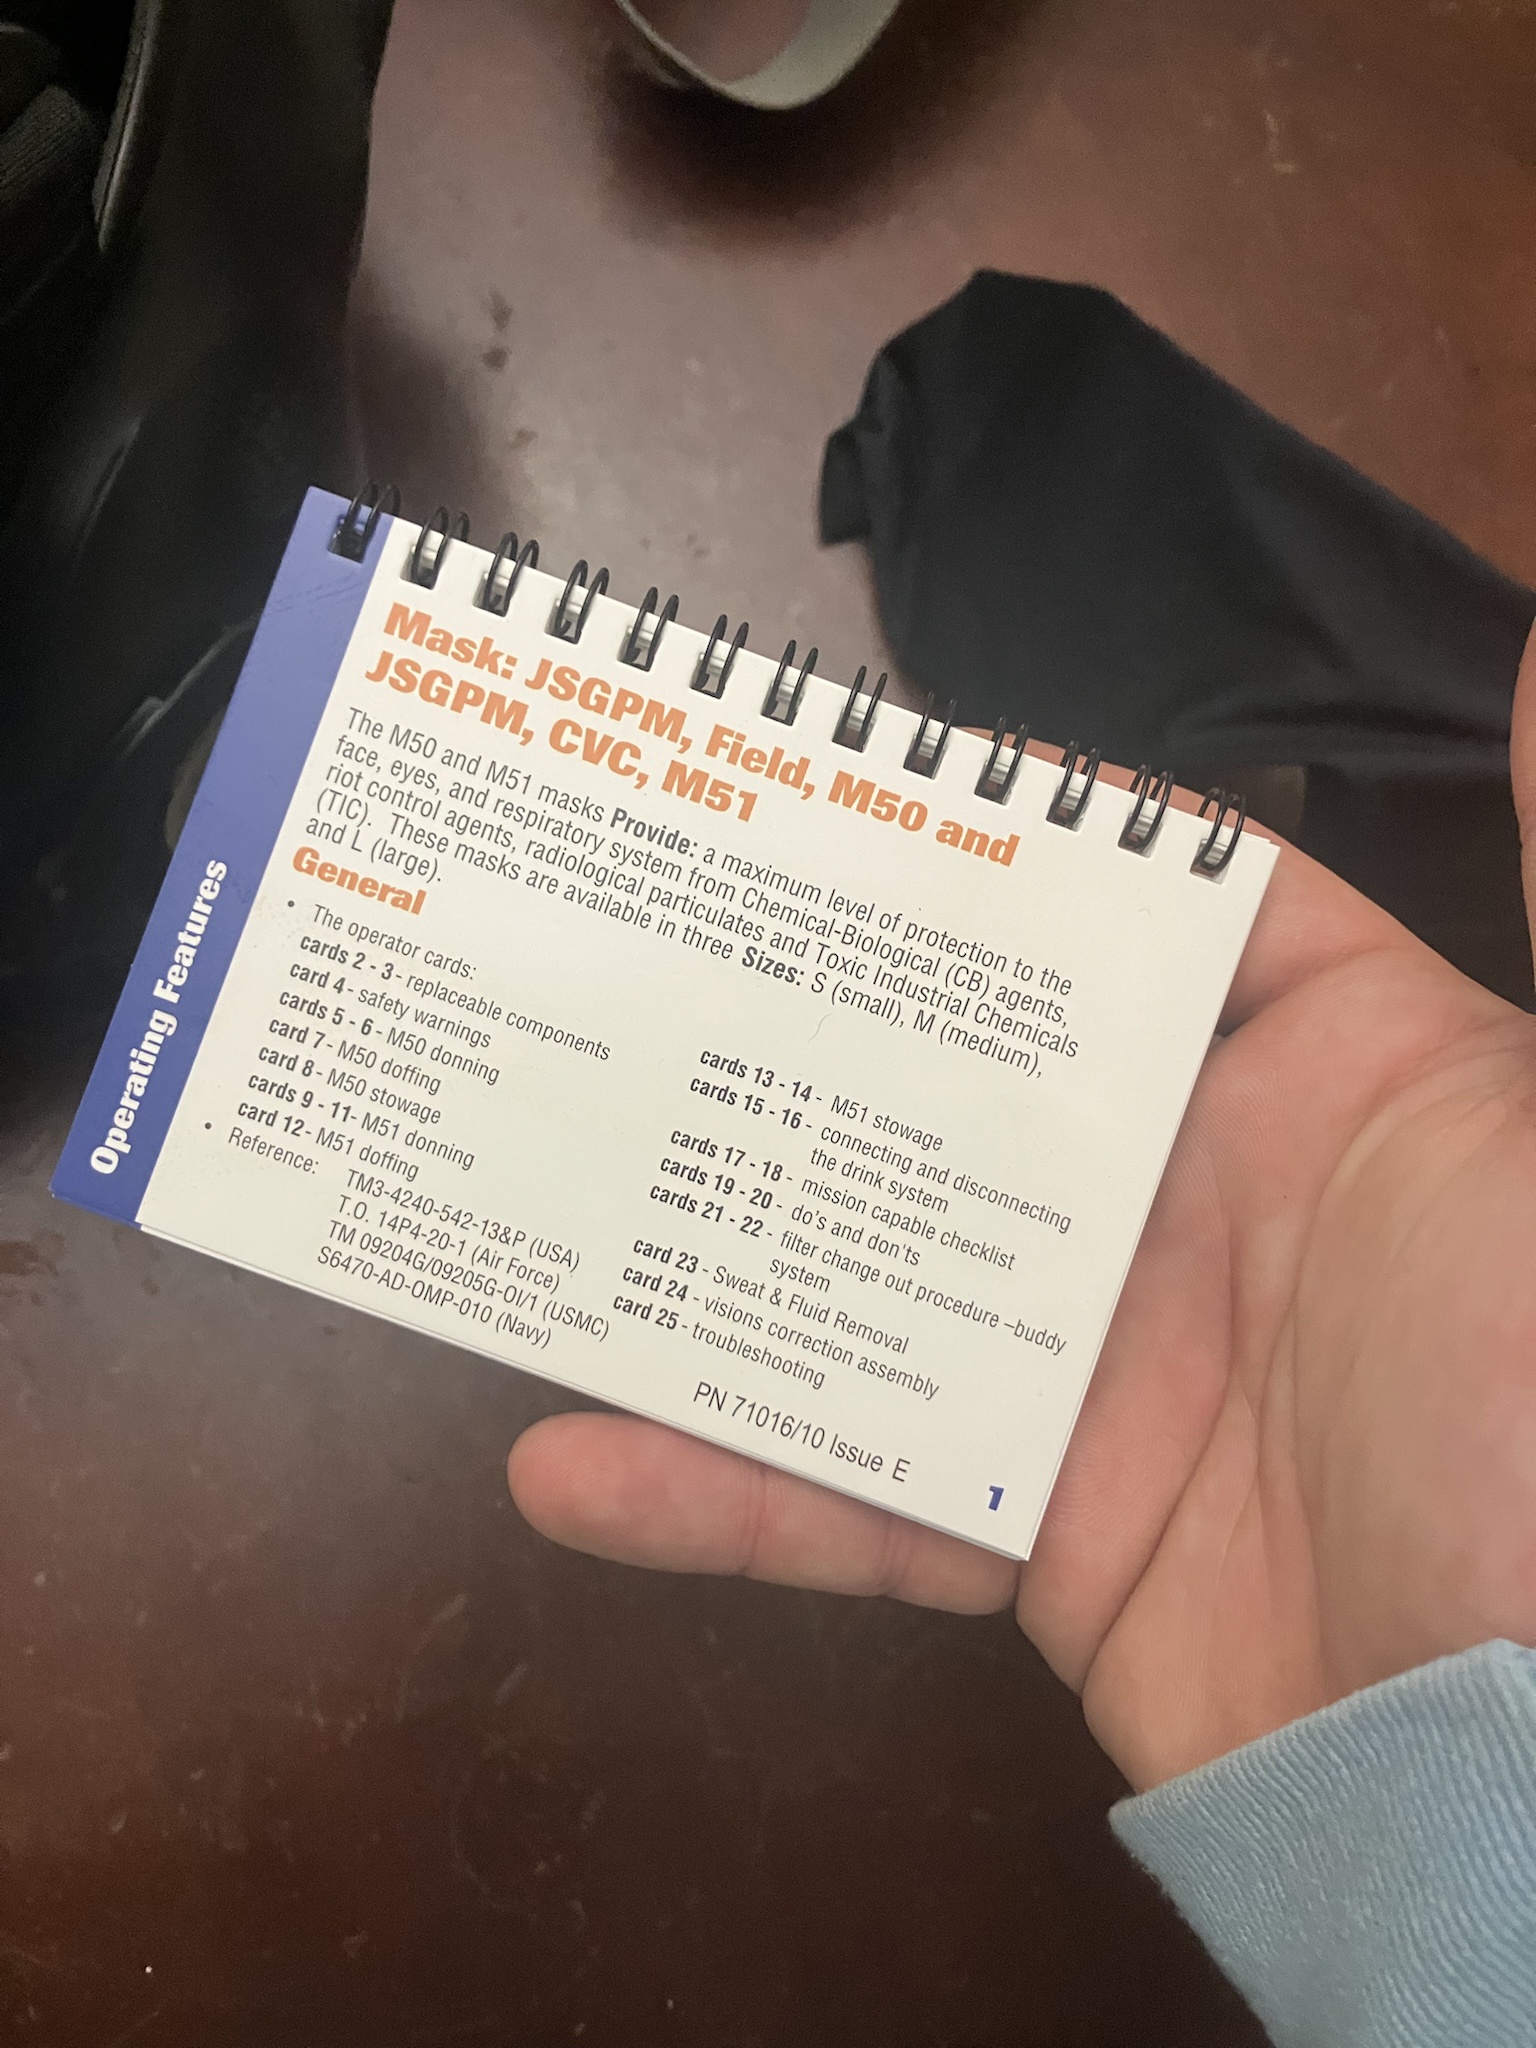 Operating Features
Mask: JSGPM, Field, M50 and
JSGPM, CVC, M51
The M50 and M51 masks Provide: a maximum level of protection to the
face, eyes, and respiratory system from Chemical-Biological (CB) agents,
riot control agents, radiological particulates and Toxic Industrial Chemicals
(TIC). These masks are available in three Sizes: S (small), M (medium),
and L (large).
General
• The operator cards:
cards 2 - 3 - replaceable components
card 4 - safety warnings
cards 5 - 6 - M50 donning
card 7 - M50 doffing
card 8 - M50 stowage
cards 9 - 11- M51 donning
card 12- M51 doffing
cards 13 - 14 - M51 stowage
cards 15 - 16 - connecting and disconnecting
the drink system
cards 17 - 18 - mission capable checklist
cards 19 - 20 - do's and don'ts
cards 21 - 22 - filter change out procedure –buddy
system
card 23 - Sweat & Fluid Removal
card 24 - visions correction assembly
card 25 - troubleshooting
• Reference:
TM3-4240-542-13&P (USA)
T.O. 14P4-20-1 (Air Force)
TM 09204G/09205G-OI/1 (USMC)
S6470-AD-OMP-010 (Navy)
PN 71016/10 Issue E
1